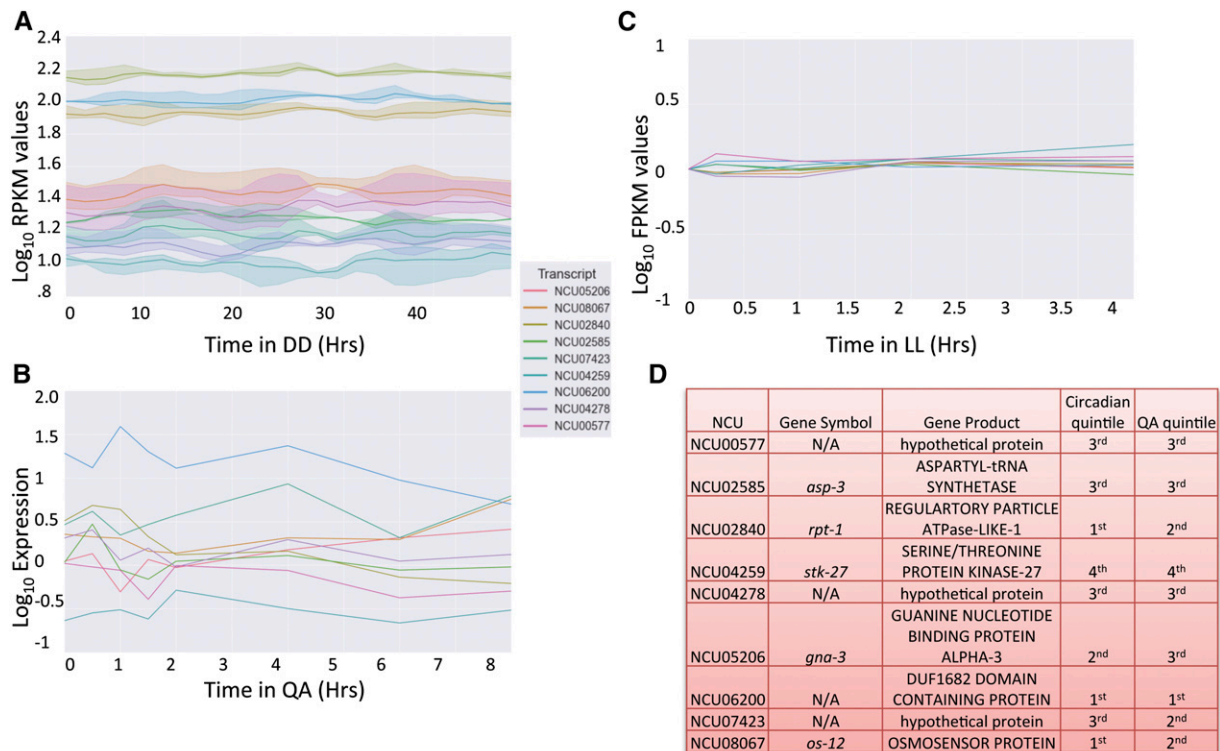 A
2.4
2.2
2.0
1.8
1.6
1.4
1.2
1.0
.8
Log10 RPKM values
0 10 20 30 40
Time in DD (Hrs)
Transcript
NCU05206
NCU08067
NCU02840
NCU02585
NCU07423
NCU04259
NCU06200
NCU04278
NCU00577
B
2.0
1.5
1
0.5
0
-0.5
-1
Log10 Expression
0 1 2 3 4 5 6 7 8
Time in QA (Hrs)
C
1
0.5
0
-0.5
-1
Log10 FPKM values
0 0.5 1 1.5 2 2.5 3 3.5 4
Time in LL (Hrs)
D
NCU Gene Symbol Gene Product Circadian quintile QA quintile
NCU00577 N/A hypothetical protein 3rd 3rd
NCU02585 asp-3 ASPARTYL-tRNA SYNTHETASE 3rd 3rd
NCU02840 rpt-1 REGULARTORY PARTICLE ATPase-LIKE-1 1st 2nd
NCU04259 stk-27 SERINE/THREONINE PROTEIN KINASE-27 4th 4th
NCU04278 N/A hypothetical protein 3rd 3rd
NCU05206 gna-3 GUANINE NUCLEOTIDE BINDING PROTEIN ALPHA-3 2nd 3rd
NCU06200 N/A DUF1682 DOMAIN CONTAINING PROTEIN 1st 1st
NCU07423 N/A hypothetical protein 3rd 2nd
NCU08067 os-12 OSMOSENSOR PROTEIN 1st 2nd